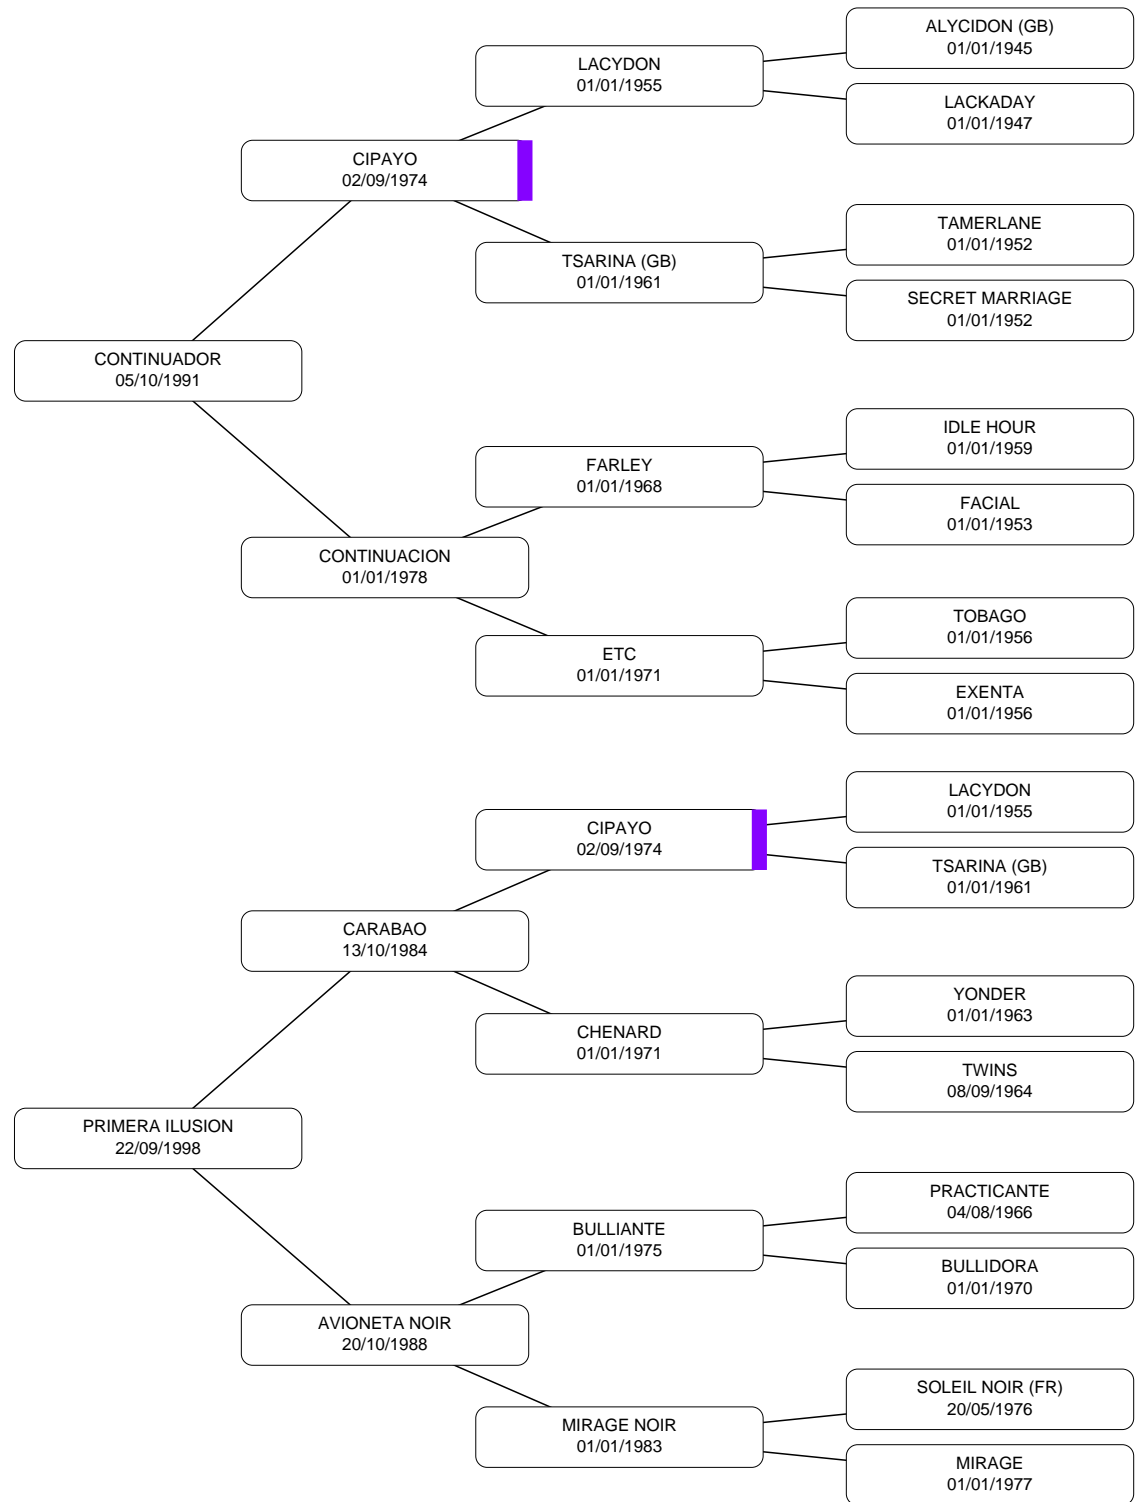 ALYCIDON (GB)
01/01/1945
LACYDON
01/01/1955
LACKADAY
01/01/1947
CIPAYO
02/09/1974
TAMERLANE
01/01/1952
TSARINA (GB)
01/01/1961
SECRET MARRIAGE
01/01/1952
CONTINUADOR
05/10/1991
IDLE HOUR
01/01/1959
FARLEY
01/01/1968
FACIAL
01/01/1953
CONTINUACION
01/01/1978
TOBAGO
01/01/1956
ETC
01/01/1971
EXENTA
01/01/1956
LACYDON
01/01/1955
CIPAYO
02/09/1974
TSARINA (GB)
01/01/1961
CARABAO
13/10/1984
YONDER
01/01/1963
CHENARD
01/01/1971
TWINS
08/09/1964
PRIMERA ILUSION
22/09/1998
PRACTICANTE
04/08/1966
BULLIANTE
01/01/1975
BULLIDORA
01/01/1970
AVIONETA NOIR
20/10/1988
SOLEIL NOIR (FR)
20/05/1976
MIRAGE NOIR
01/01/1983
MIRAGE
01/01/1977